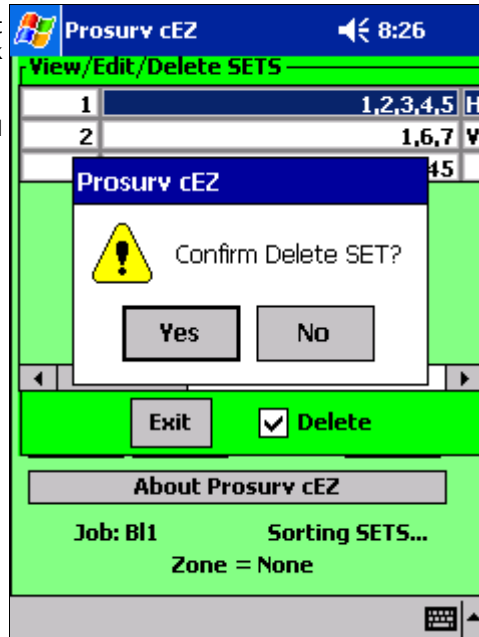 Prosurv cEZ 8:26
View/Edit/Delete SETS
1 1,2,3,4,5 H
2 1,6,7 V
45
Prosurv cEZ
Confirm Delete SET?
Yes No
Exit Delete
About Prosurv cEZ
Job: Bl1 Sorting SETS...
Zone = None